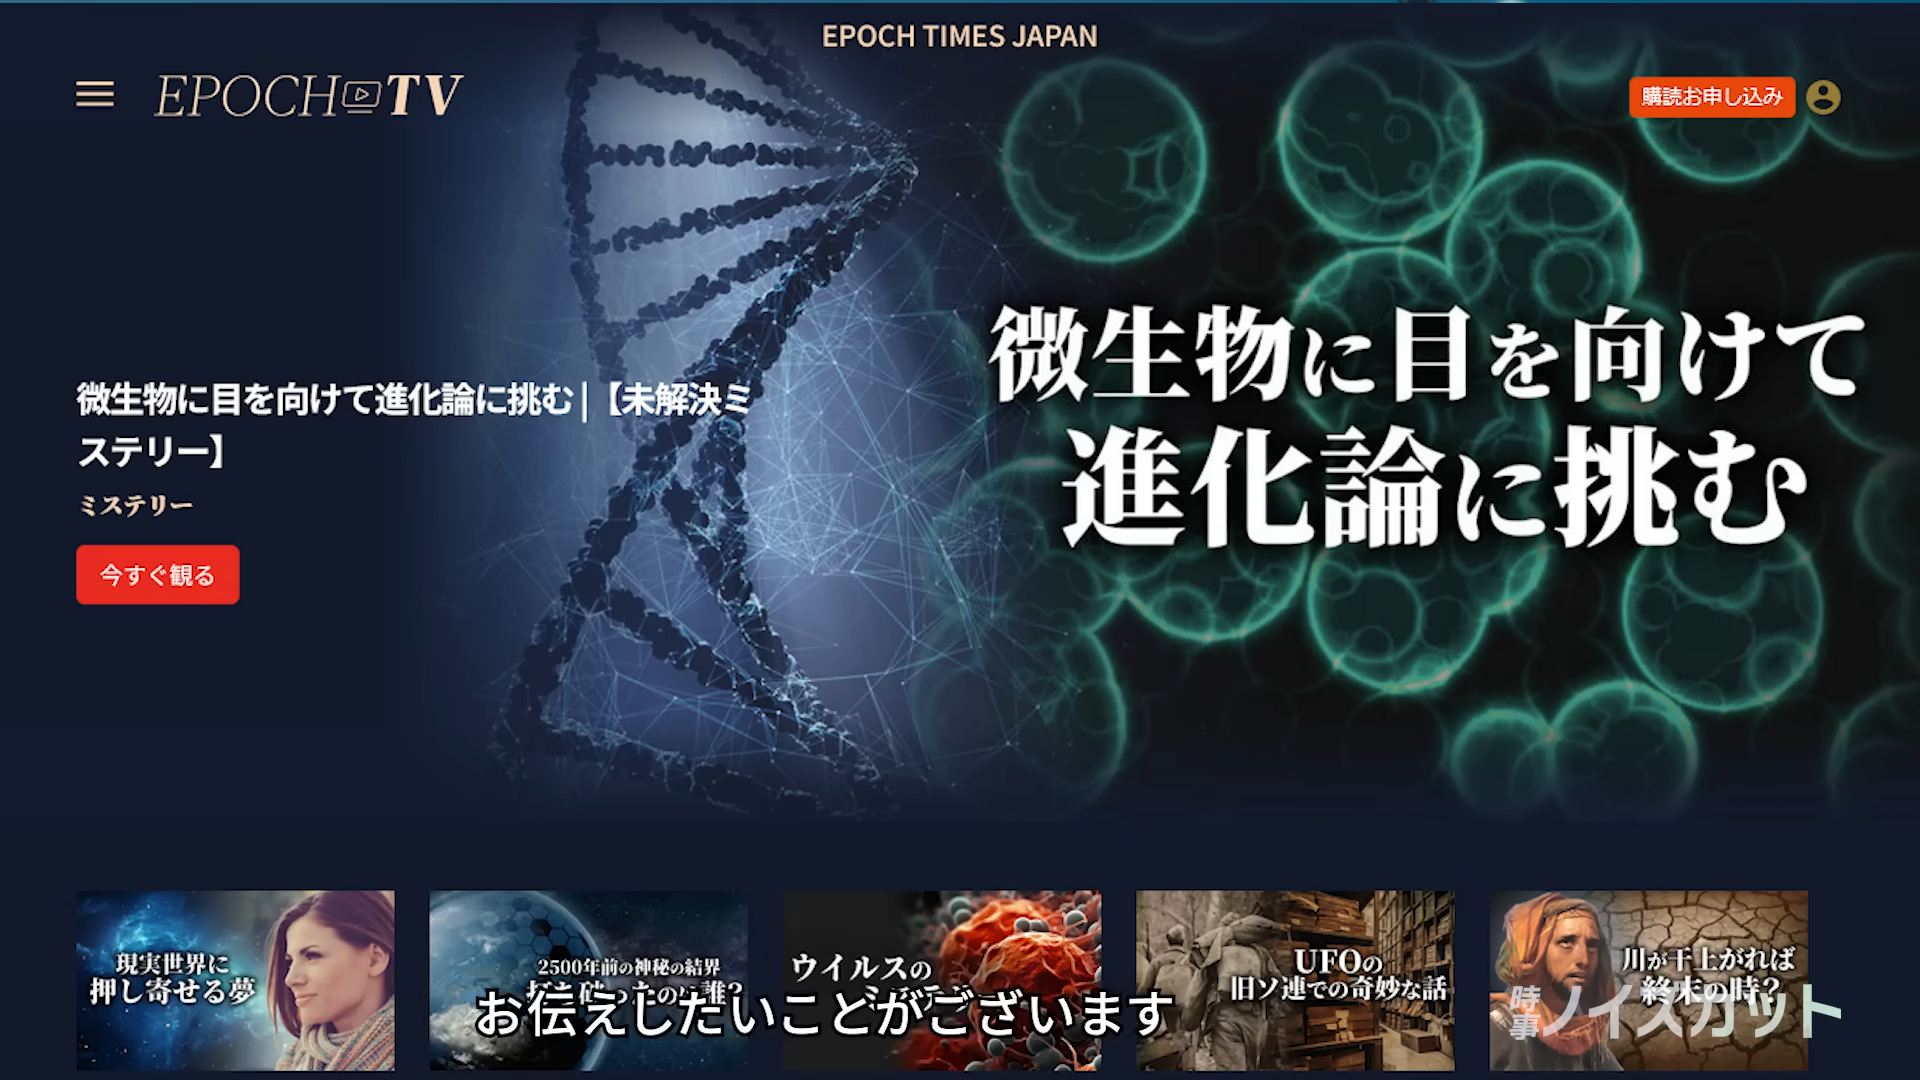 EPOCH TIMES JAPAN
EPOCH TV
購読お申し込み
微生物に目を向けて
進化論に挑む
微生物に目を向けて進化論に挑む |【未解決ミ
ステリー】
ミステリー
今すぐ観る
現実世界に
押し寄せる夢
2500年前の神秘の結界
ウイルスの
UFOの
旧ソ連での奇妙な話
川が干上がれば
終末の時?
お伝えしたいことがございます
時事ノイズカット